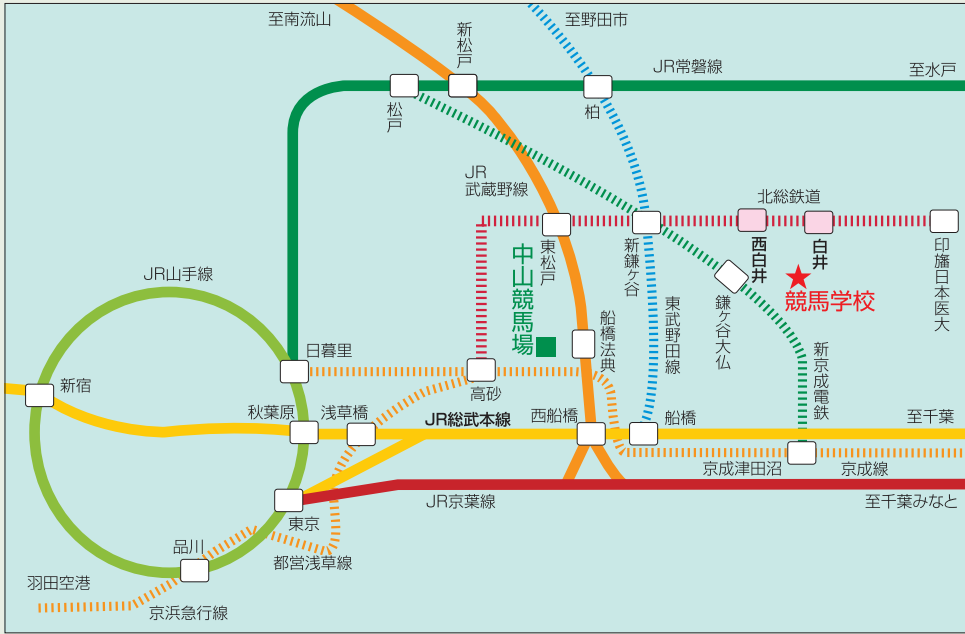 至南流山
至野田市
新松戸
JR常磐線
至水戸
松戸
柏
JR
武蔵野線
北総鉄道
東松戸
新鎌ヶ谷
西白井
白井
印旛日本医大
中山競馬場
競馬学校
鎌ヶ谷大仏
JR山手線
船橋法典
東武野田線
新京成電鉄
日暮里
高砂
新宿
秋葉原
浅草橋
JR総武本線
西船橋
船橋
至千葉
京成津田沼
京成線
東京
JR京葉線
至千葉みなと
品川
都営浅草線
羽田空港
京浜急行線